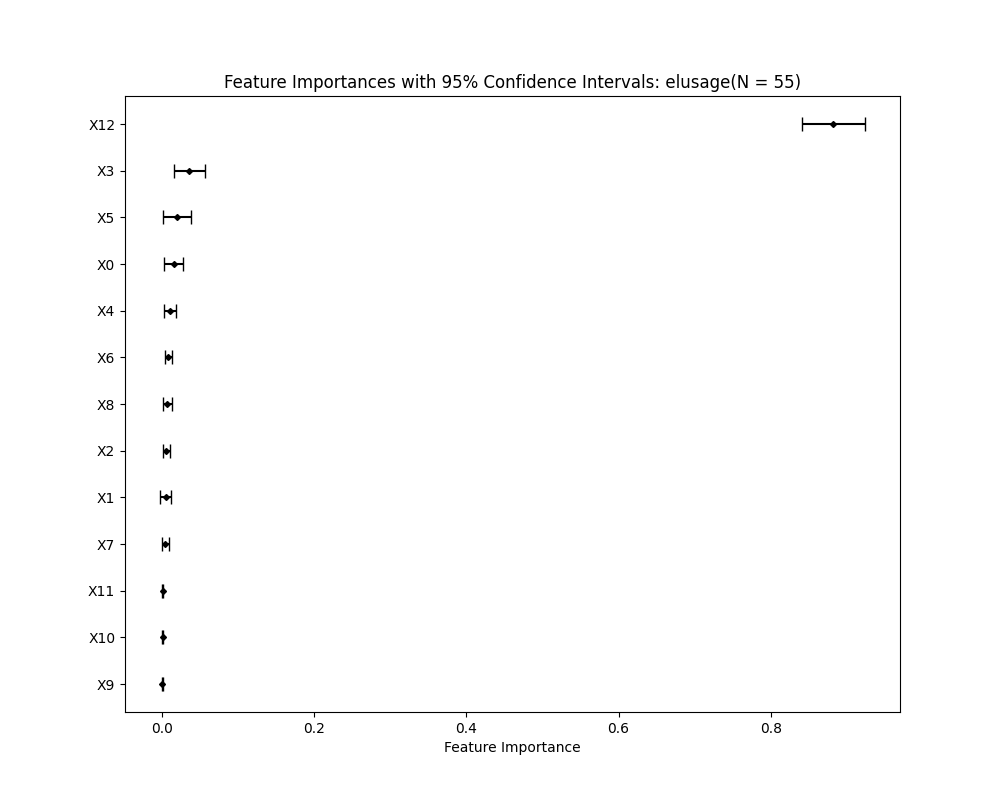 Feature Importances with 95% Confidence Intervals: elusage(N = 55)
X12
X3
X5
X0
X4
X6
X8
X2
X1
X7
X11
X10
X9
0.0 0.2 0.4 0.6 0.8
Feature Importance